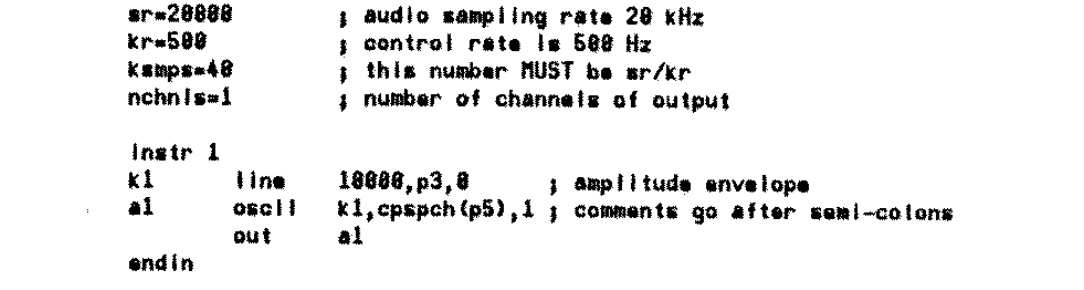 sr=20000 ; audio sampling rate 20 kHz
kr=500 ; control rate is 500 Hz
ksmps=40 ; this number MUST be sr/kr
nchnls=1 ; number of channels of output
instr 1
k1 line 10000,p3,0 ; amplitude envelope
a1 oscil k1,cpspch(p5),1 ; comments go after semi-colons
out a1
endin